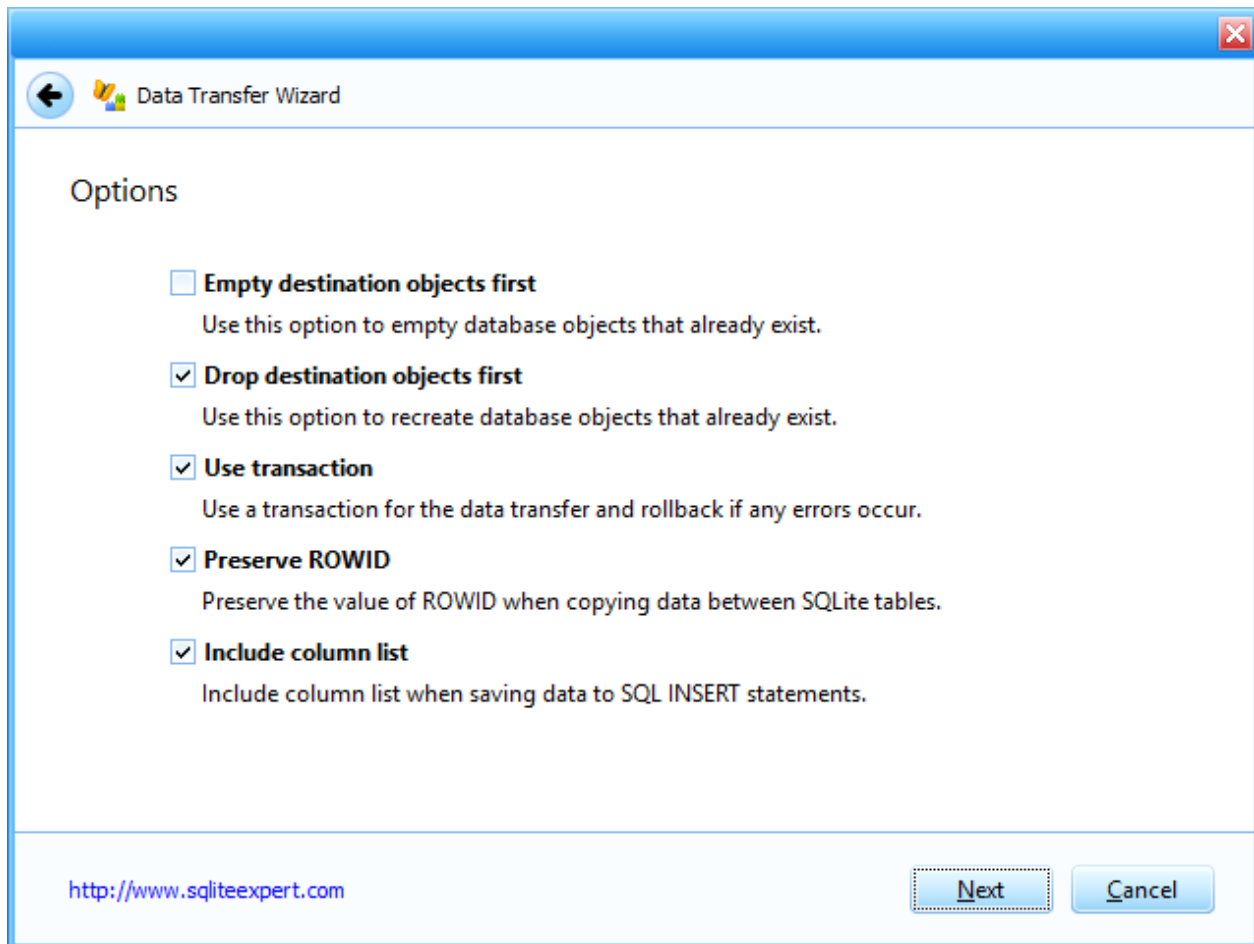 Data Transfer Wizard
Options
Empty destination objects first
Use this option to empty database objects that already exist.
Drop destination objects first
Use this option to recreate database objects that already exist.
Use transaction
Use a transaction for the data transfer and rollback if any errors occur.
Preserve ROWID
Preserve the value of ROWID when copying data between SQLite tables.
Include column list
Include column list when saving data to SQL INSERT statements.
http://www.sqliteexpert.com Next Cancel